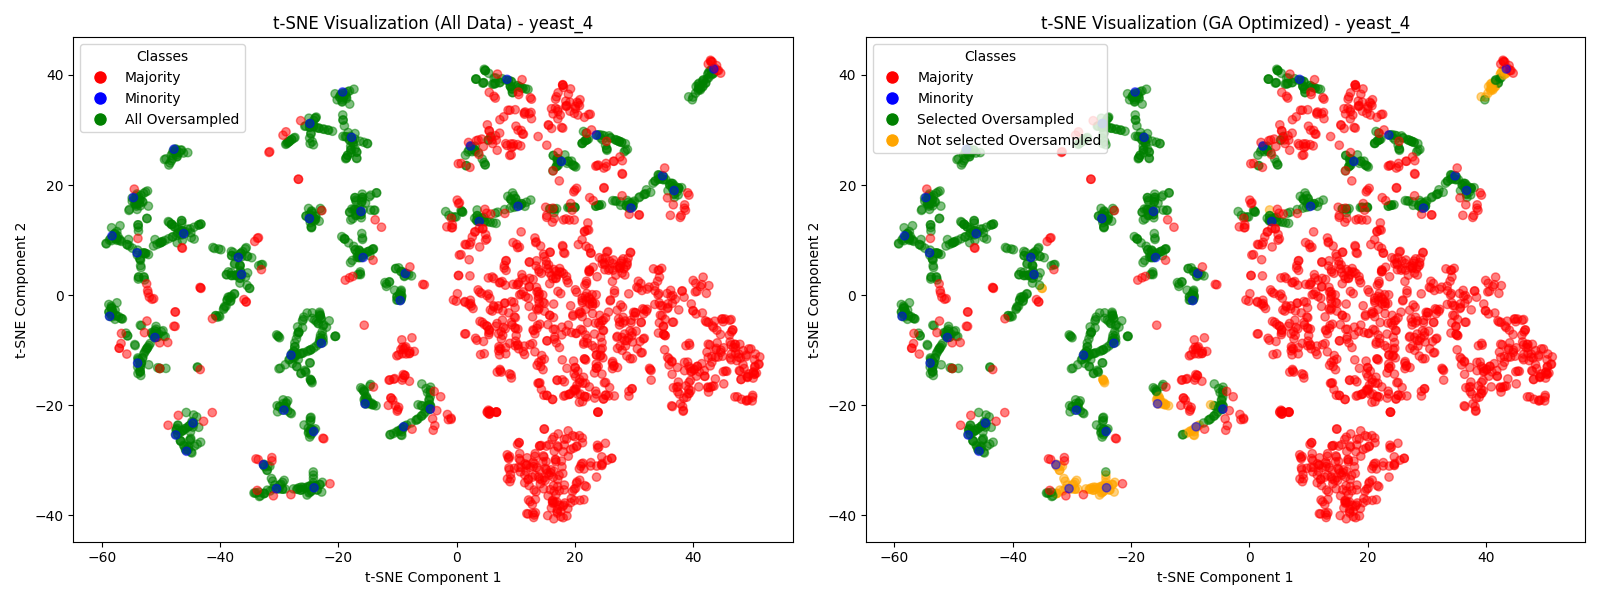 t-SNE Visualization (All Data) - yeast_4
Classes
Majority
Minority
All Oversampled
40
20
0
−20
−40
t-SNE Component 2
−60
−40
−20
0
20
40
t-SNE Component 1
t-SNE Visualization (GA Optimized) - yeast_4
Classes
Majority
Minority
Selected Oversampled
Not selected Oversampled
40
20
0
−20
−40
t-SNE Component 2
−60
−40
−20
0
20
40
t-SNE Component 1